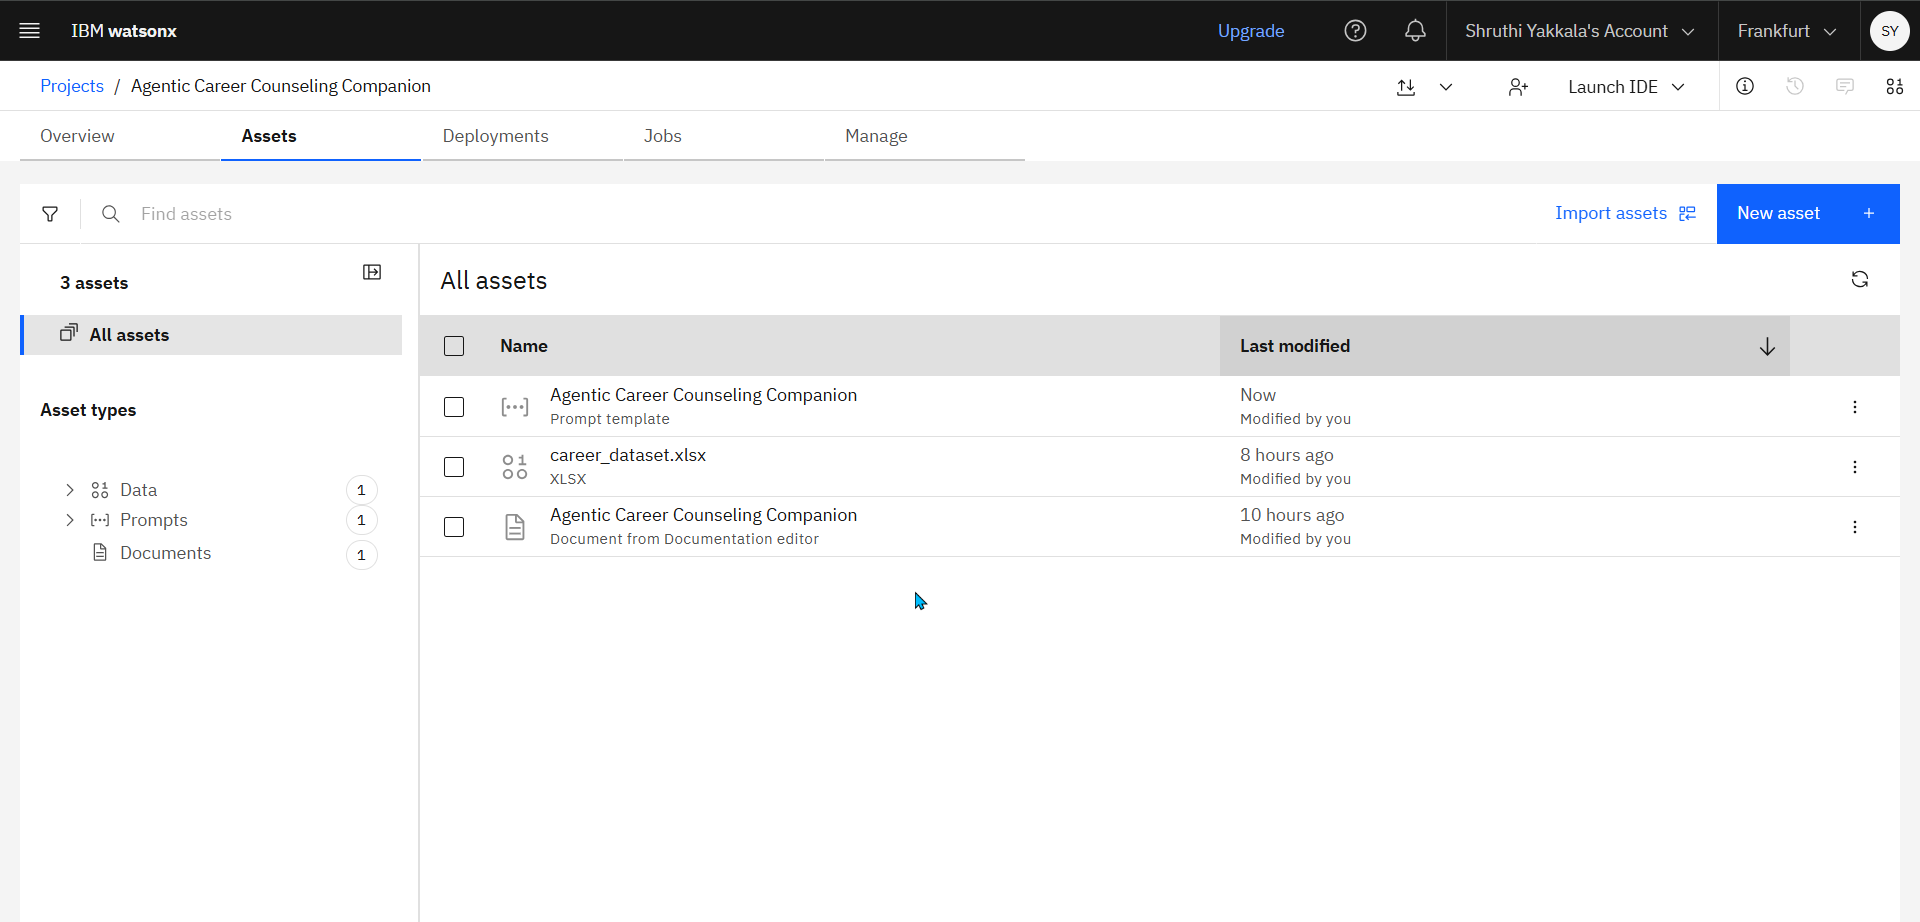 IBM watsonx
Upgrade
Shruthi Yakkala's Account
Frankfurt
SY
Projects / Agentic Career Counseling Companion
Launch IDE
Overview
Assets
Deployments
Jobs
Manage
Find assets
Import assets
New asset +
3 assets
All assets
Asset types
Data 1
Prompts 1
Documents 1
All assets
Name
Last modified
Agentic Career Counseling Companion
Prompt template
Now
Modified by you
career_dataset.xlsx
XLSX
8 hours ago
Modified by you
Agentic Career Counseling Companion
Document from Documentation editor
10 hours ago
Modified by you